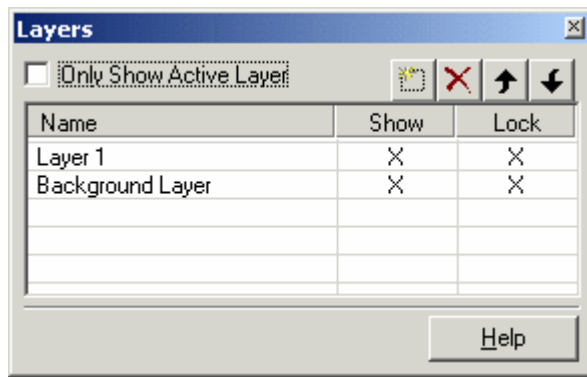 Layers
Only Show Active Layer
Name Show Lock
Layer 1 X X
Background Layer X X
Help